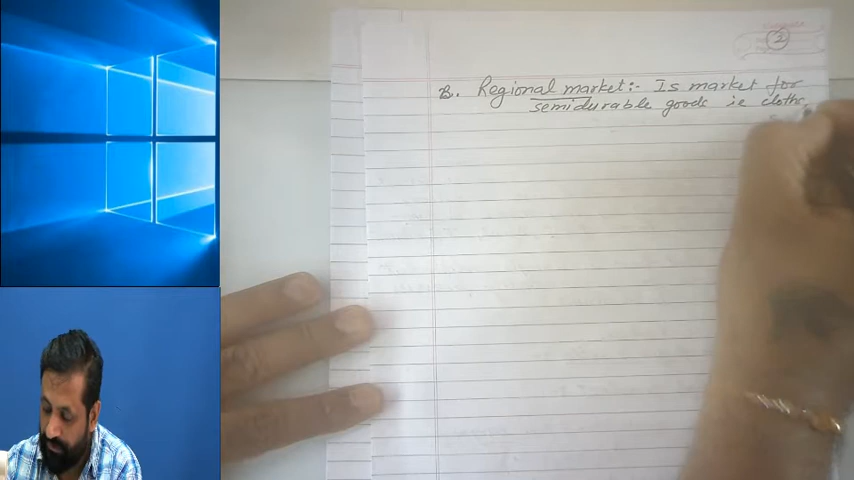 2
B. Regional market:- Is market for
semidurable goods ie cloths,